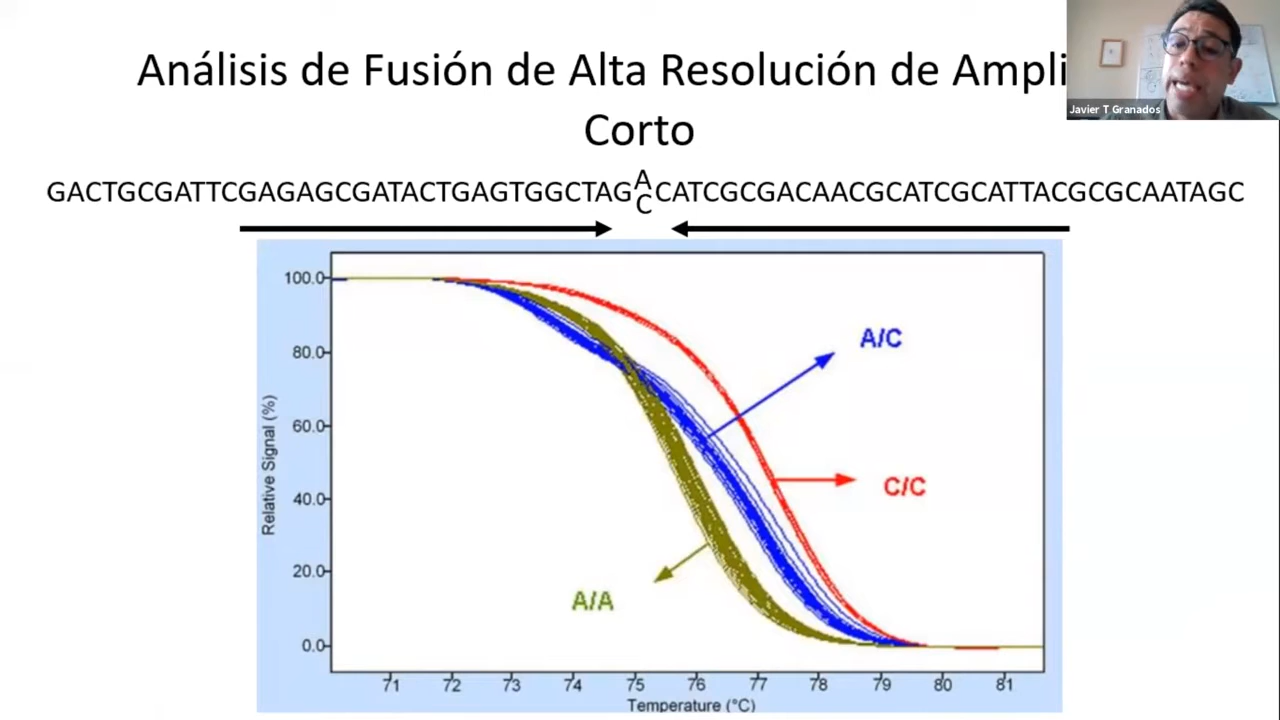 Análisis de Fusión de Alta Resolución de Ampli
Corto
Javier T Granados
GACTGCGATTCGAGAGCGATACTGAGTGGCTAG A CATCGCGACAACGCATCGCATTACGCGCAATAGC
C
100.0
80.0
60.0
40.0
20.0
0.0
Relative Signal (%)
A/C
C/C
A/A
71 72 73 74 75 76 77 78 79 80 81
Temperature (°C)